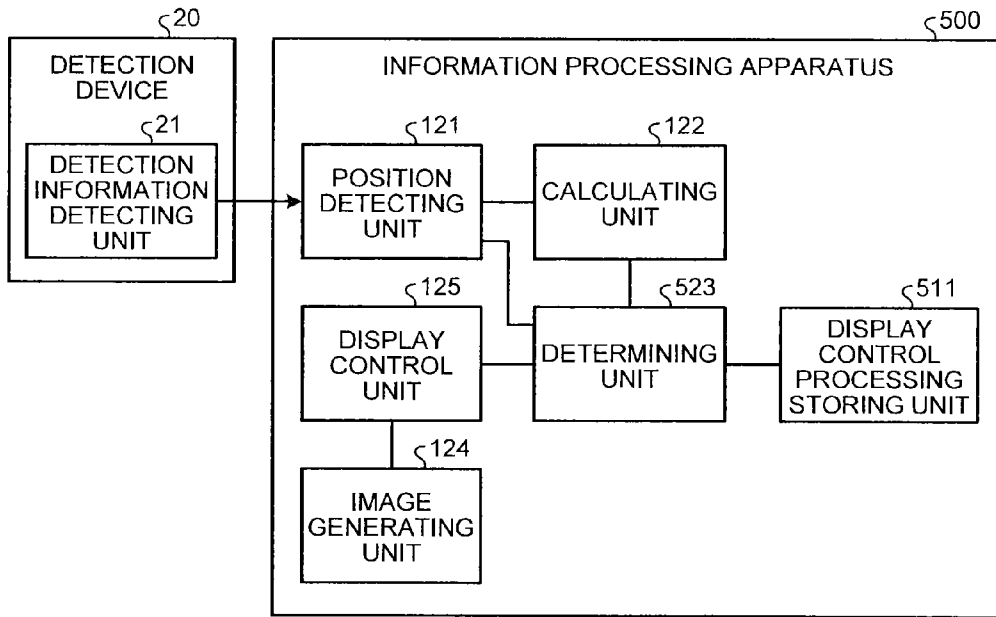 20
DETECTION
DEVICE
21
DETECTION
INFORMATION
DETECTING
UNIT
500
INFORMATION PROCESSING APPARATUS
121
POSITION
DETECTING
UNIT
122
CALCULATING
UNIT
125
DISPLAY
CONTROL
UNIT
523
DETERMINING
UNIT
511
DISPLAY
CONTROL
PROCESSING
STORING UNIT
124
IMAGE
GENERATING
UNIT